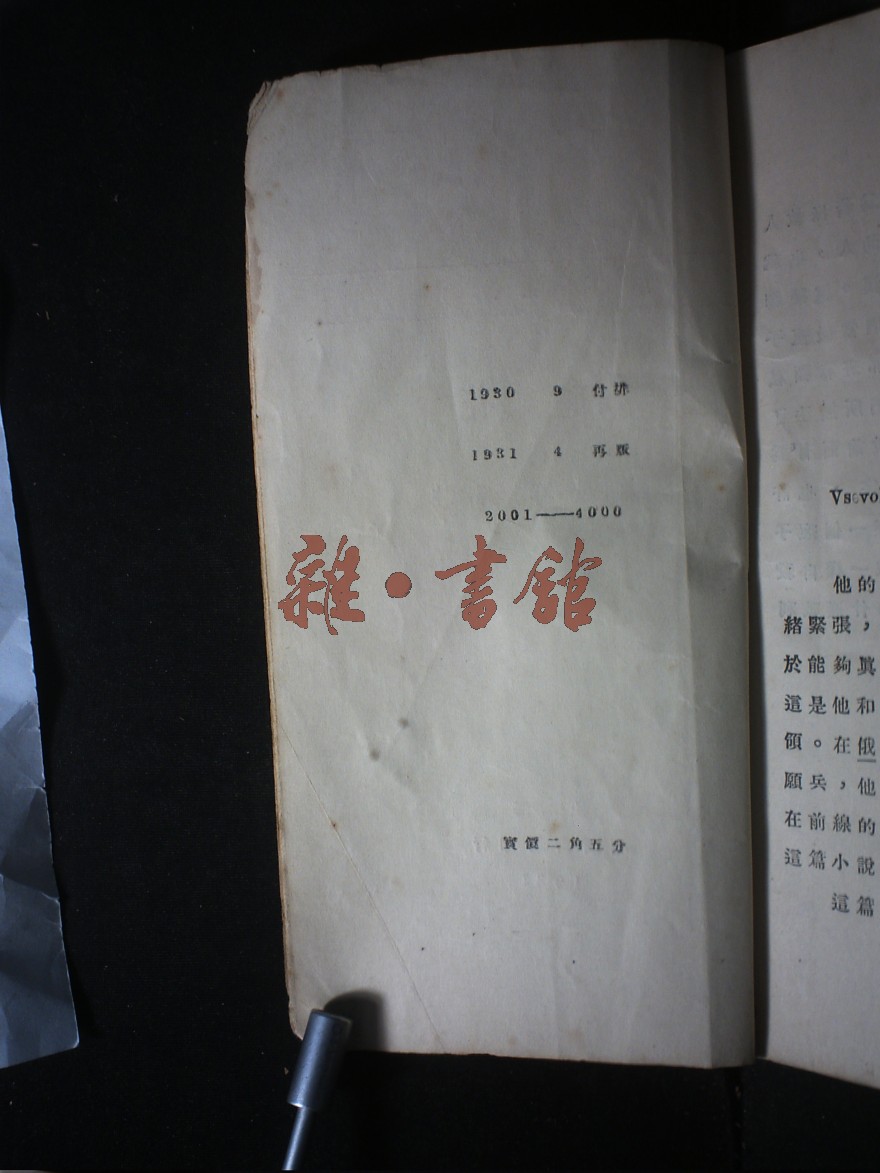 1930 9 付排
1931 4 再版
2001——4000
雜·書館
實價二角五分
Vsevo
他的
緒緊張，
於能夠眞
這是他和
領。在俄
願兵，他
在前線的
這篇小說
這篇